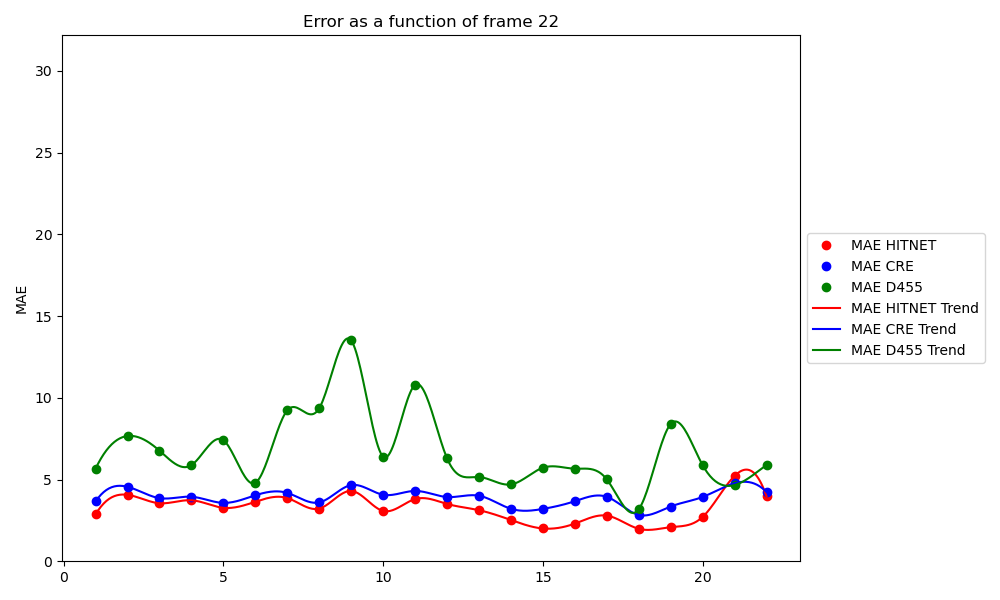 Error as a function of frame 22
MAE
30
25
20
15
10
5
0
0 5 10 15 20
MAE HITNET
MAE CRE
MAE D455
MAE HITNET Trend
MAE CRE Trend
MAE D455 Trend